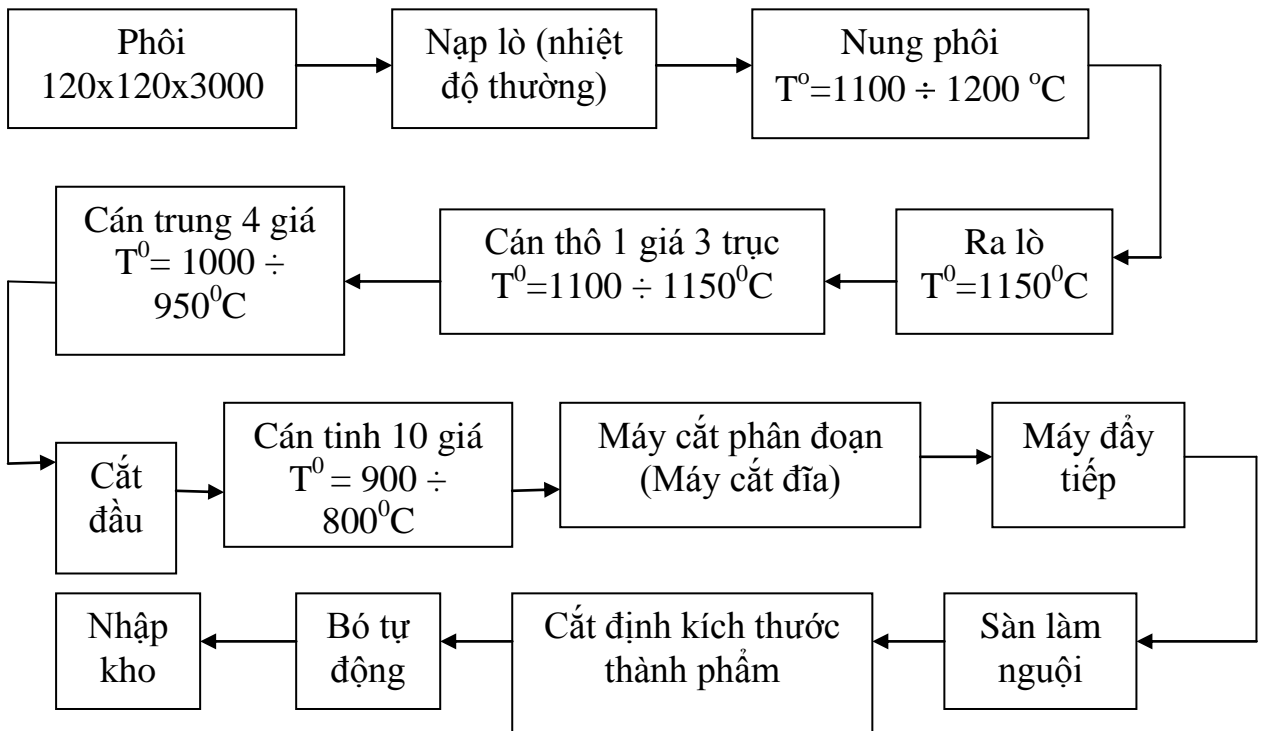 Phôi
120x120x3000
Nạp lò (nhiệt
độ thường)
Nung phôi
Tᵒ=1100 ÷ 1200 ᵒC
Ra lò
T⁰=1150⁰C
Cán thô 1 giá 3 trục
T⁰=1100 ÷ 1150⁰C
Cán trung 4 giá
T⁰= 1000 ÷
950⁰C
Cắt
đầu
Cán tinh 10 giá
T⁰ = 900 ÷
800⁰C
Máy cắt phân đoạn
(Máy cắt đĩa)
Máy đẩy
tiếp
Sàn làm
nguội
Cắt định kích thước
thành phẩm
Bó tự
động
Nhập
kho